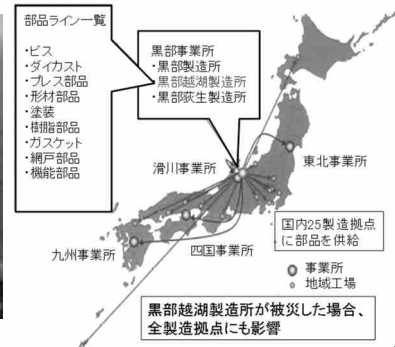 部品ライン一覧
・ビス
・ダイカスト
・プレス部品
・形材部品
・塗装
・樹脂部品
・ガスケット
・網戸部品
・機能部品
黒部事業所
・黒部製造所
・黒部越湖製造所
・黒部荻生製造所
滑川事業所
東北事業所
四国事業所
九州事業所
国内25製造拠点
に部品を供給
事業所
地域工場
黒部越湖製造所が被災した場合、
全製造拠点にも影響